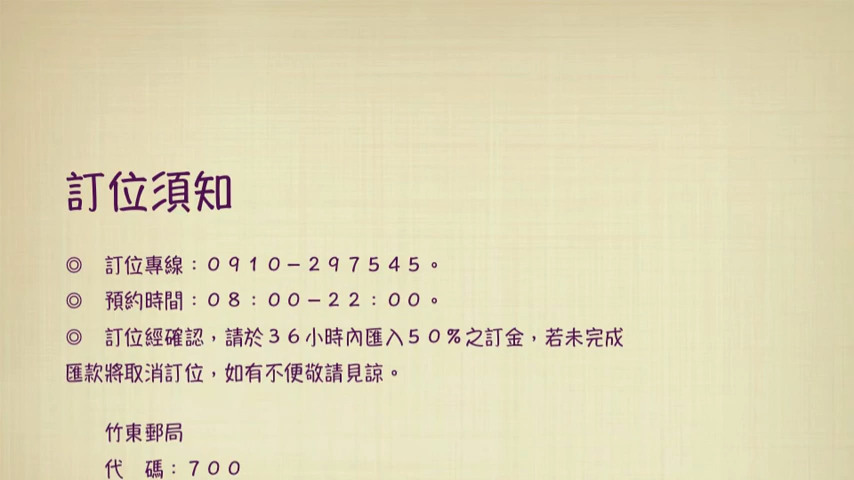 訂位須知
◎　訂位專線：０９１０－２９７５４５。
◎　預約時間：０８：００－２２：００。
◎　訂位經確認，請於３６小時內匯入５０％之訂金，若未完成
匯款將取消訂位，如有不便敬請見諒。
竹東郵局
代　碼：７００